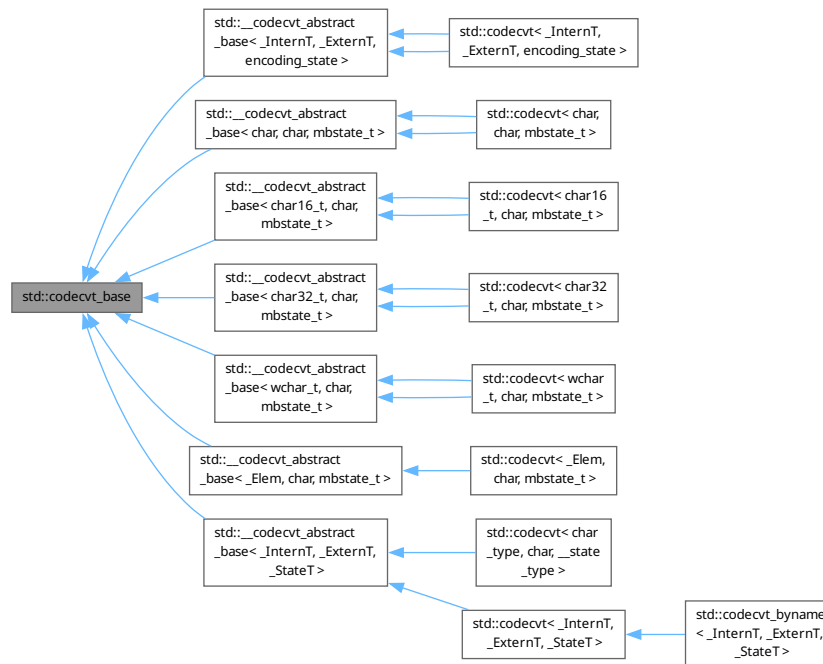 std::__codecvt_abstract
_base< _InternT, _ExternT,
encoding_state >
std::codecvt< _InternT,
_ExternT, encoding_state >
std::__codecvt_abstract
_base< char, char, mbstate_t >
std::codecvt< char,
char, mbstate_t >
std::__codecvt_abstract
_base< char16_t, char,
mbstate_t >
std::codecvt< char16
_t, char, mbstate_t >
std::codecvt_base
std::__codecvt_abstract
_base< char32_t, char,
mbstate_t >
std::codecvt< char32
_t, char, mbstate_t >
std::__codecvt_abstract
_base< wchar_t, char,
mbstate_t >
std::codecvt< wchar
_t, char, mbstate_t >
std::__codecvt_abstract
_base< _Elem, char, mbstate_t >
std::codecvt< _Elem,
char, mbstate_t >
std::__codecvt_abstract
_base< _InternT, _ExternT,
_StateT >
std::codecvt< char
_type, char, __state
_type >
std::codecvt< _InternT,
_ExternT, _StateT >
std::codecvt_byname
< _InternT, _ExternT,
_StateT >